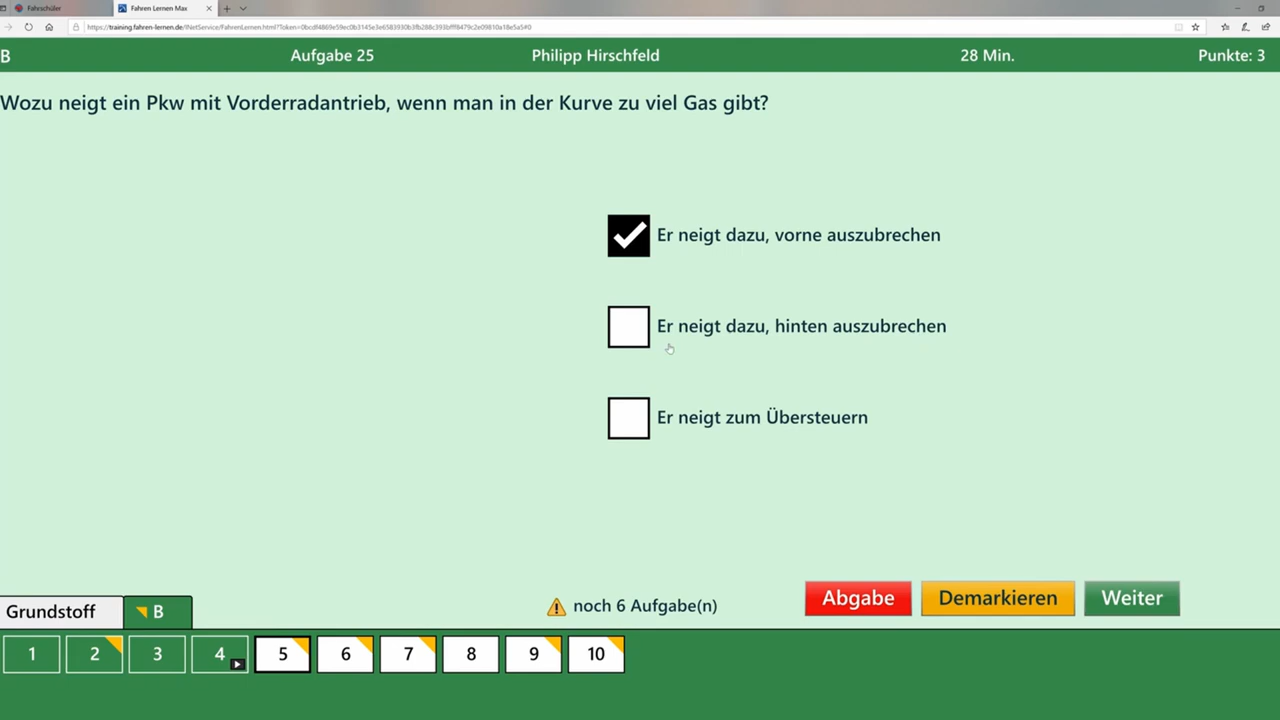 Fahrschüler
Fahren Lernen Max
B Aufgabe 25 Philipp Hirschfeld 28 Min. Punkte: 3
Wozu neigt ein Pkw mit Vorderradantrieb, wenn man in der Kurve zu viel Gas gibt?
Er neigt dazu, vorne auszubrechen
Er neigt dazu, hinten auszubrechen
Er neigt zum Übersteuern
noch 6 Aufgabe(n)
Abgabe Demarkieren Weiter
Grundstoff B
1 2 3 4 5 6 7 8 9 10